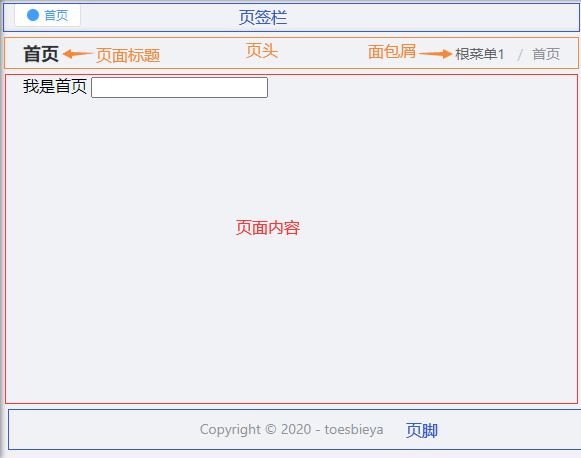 首页 页签栏
首页 页面标题 页头 面包屑 根菜单1 / 首页
我是首页
页面内容
Copyright © 2020 - toesbieya 页脚